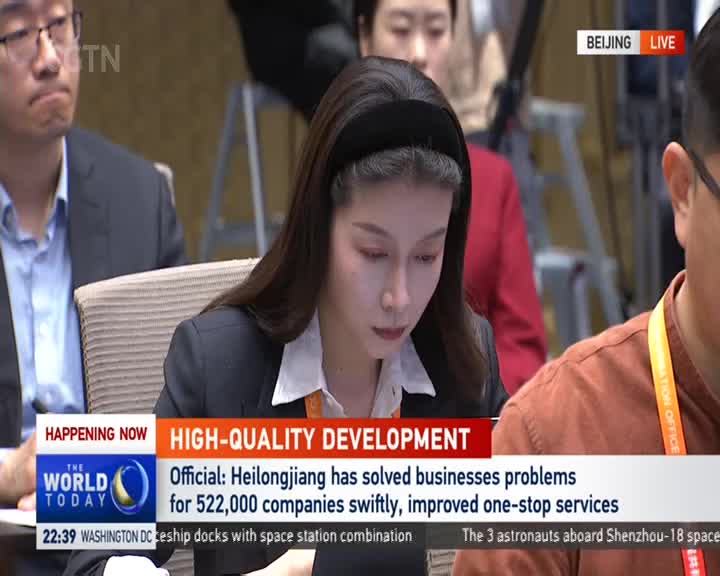 CGTN
BEIJING LIVE
HAPPENING NOW
HIGH-QUALITY DEVELOPMENT
THE WORLD TODAY
Official: Heilongjiang has solved businesses problems
for 522,000 companies swiftly, improved one-stop services
22:39 WASHINGTON DC
ceship docks with space station combination
The 3 astronauts aboard Shenzhou-18 space
MATION OFFICE